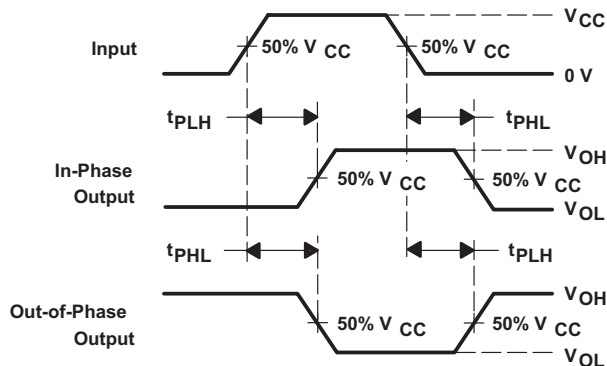 VCC
Input
50% VCC
50% VCC
0 V
tPLH
tPHL
VOH
In-Phase
Output
50% VCC
50% VCC
VOL
tPHL
tPLH
VOH
Out-of-Phase
Output
50% VCC
50% VCC
VOL